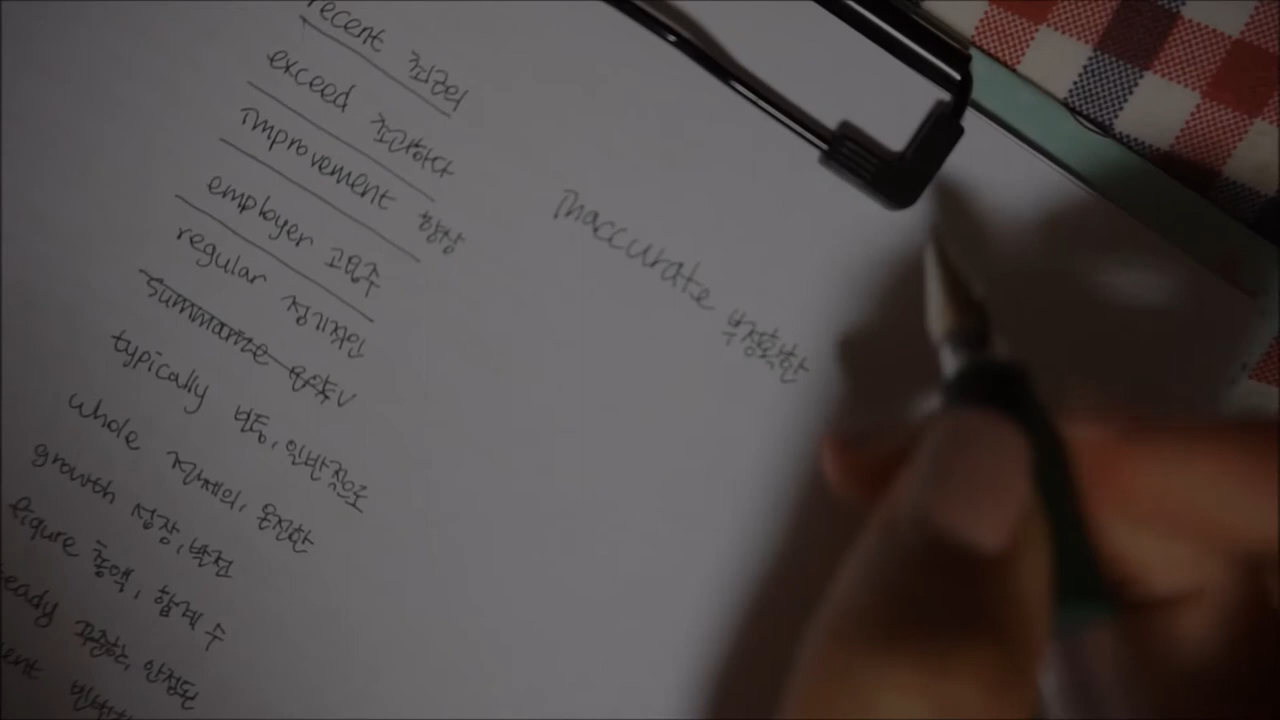 recent 최근의
exceed 초과하다
improvement 향상
employer 고용주
regular 정기적인
summarize 요약
typically 보통, 일반적으로
whole 전체의, 온전한
growth 성장, 발전
figure 총액, 합계 수
꾸준한, 안정된
inaccurate 부정확한